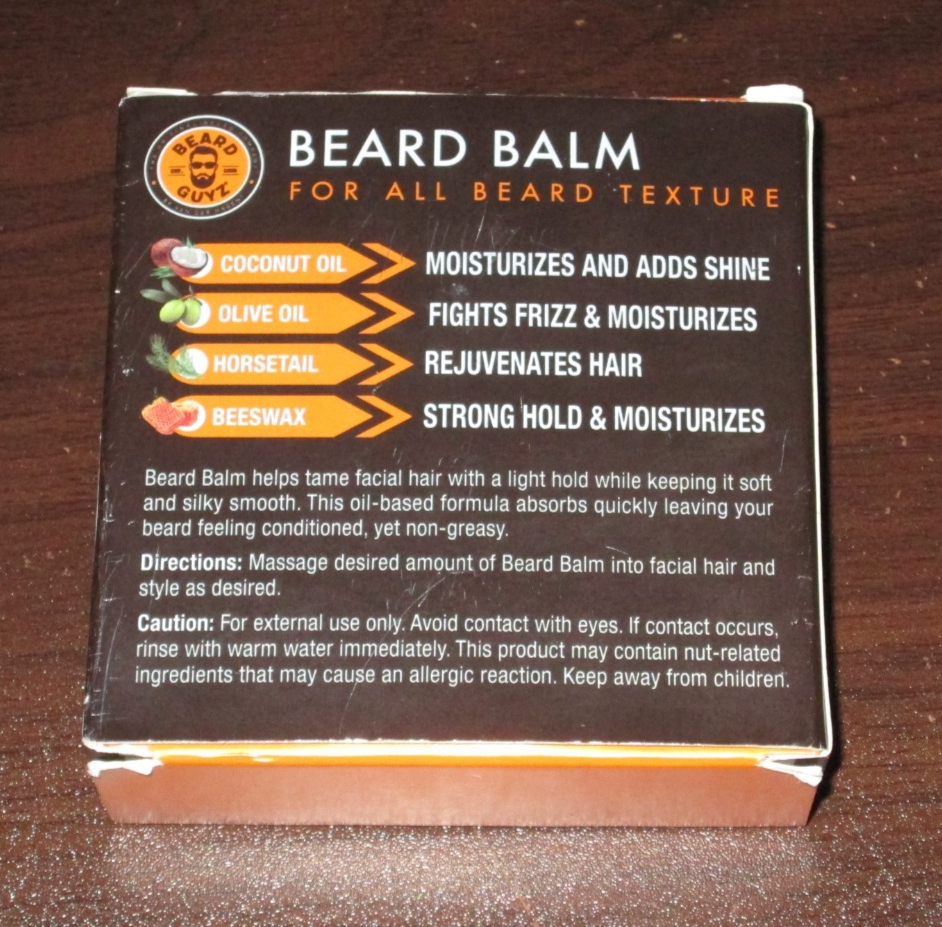 BEARD
GUYZ
BEARD BALM
FOR ALL BEARD TEXTURE
COCONUT OIL MOISTURIZES AND ADDS SHINE
OLIVE OIL FIGHTS FRIZZ & MOISTURIZES
HORSETAIL REJUVENATES HAIR
BEESWAX STRONG HOLD & MOISTURIZES
Beard Balm helps tame facial hair with a light hold while keeping it soft
and silky smooth. This oil-based formula absorbs quickly leaving your
beard feeling conditioned, yet non-greasy.
Directions: Massage desired amount of Beard Balm into facial hair and
style as desired.
Caution: For external use only. Avoid contact with eyes. If contact occurs,
rinse with warm water immediately. This product may contain nut-related
ingredients that may cause an allergic reaction. Keep away from children.